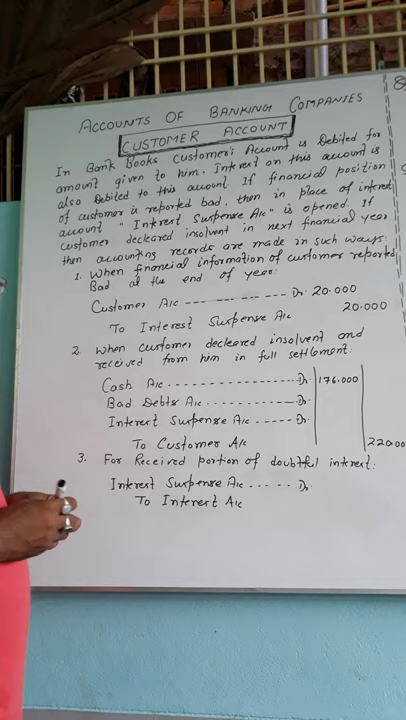 ACCOUNTS OF BANKING COMPANIES
CUSTOMER ACCOUNT
In Bank Books Customer's Account is Debited for
amount given to him. Interest on this account is
also Debited to this account. If financial position
of customer is reported bad, then in place of interest
account " Interest Suspense A/c" is opened. If
customer decleared insolvent in next financial year
then accounting records are made in such ways:
1. When financial information of customer reported
Bad at the end of year:
Customer A/c --- --- --- --- Dr. 20.000
To Interest Suspense A/c 20.000
2. When customer decleared insolvent and
received from him in full settlement:
Cash A/c - - - - - - - - - - - - - - - Dr. 176.000
Bad Debts A/c - - - - - - - - - - - Dr.
Interest Suspense A/c - - - - - Dr.
To Customer A/c 220.00
3. For Received portion of doubtful interest:
Interest Suspense A/c - - - - - Dr.
To Interest A/c